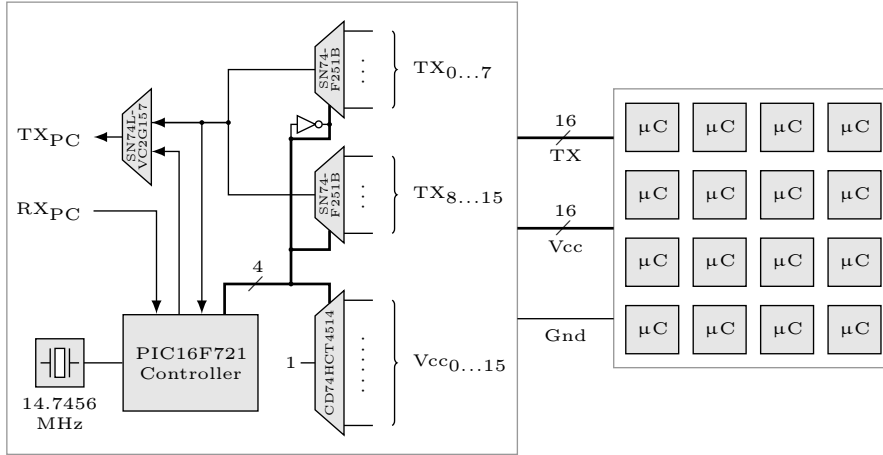 SN74-
F251B
TX0...7
SN74L-
VC2G157
TXPC
16
TX
SN74-
F251B
TX8...15
RXPC
16
Vcc
4
PIC16F721
Controller
1
CD74HCT4514
Vcc0...15
Gnd
14.7456
MHz
μC μC μC μC
μC μC μC μC
μC μC μC μC
μC μC μC μC